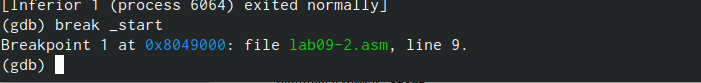 [Inferior 1 (process 6064) exited normally]
(gdb) break _start
Breakpoint 1 at 0x8049000: file lab09-2.asm, line 9.
(gdb)